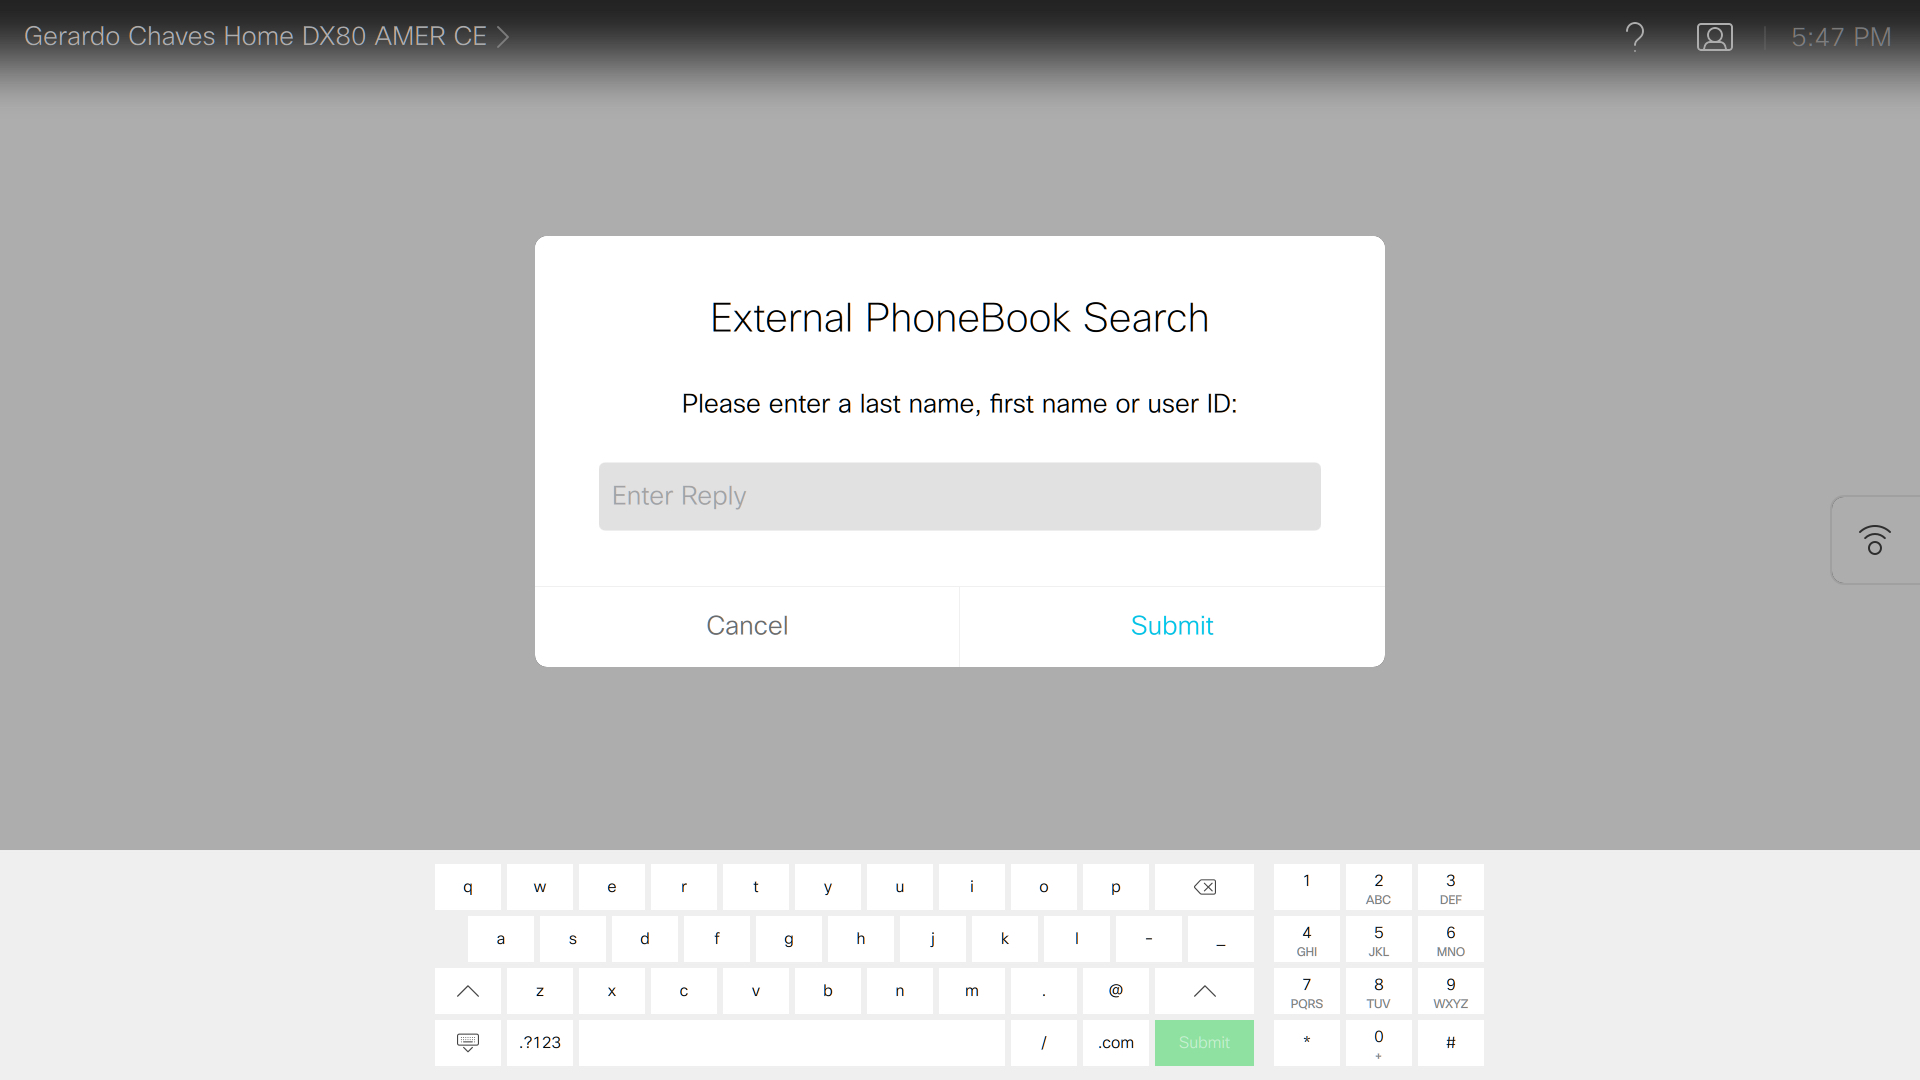 Gerardo Chaves Home DX80 AMER CE
5:47 PM
External PhoneBook Search
Please enter a last name, first name or user ID:
Enter Reply
Cancel Submit
q w e r t y u i o p 1 2 ABC 3 DEF
a s d f g h j k l - _ 4 GHI 5 JKL 6 MNO
z x c v b n m . @ 7 PQRS 8 TUV 9 WXYZ
.?123 / .com Submit * 0 + #